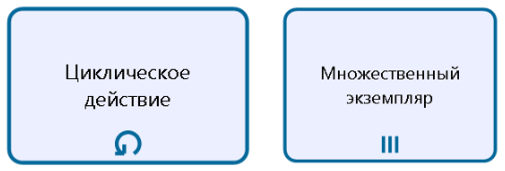 Циклическое
действие
Множественный
экземпляр